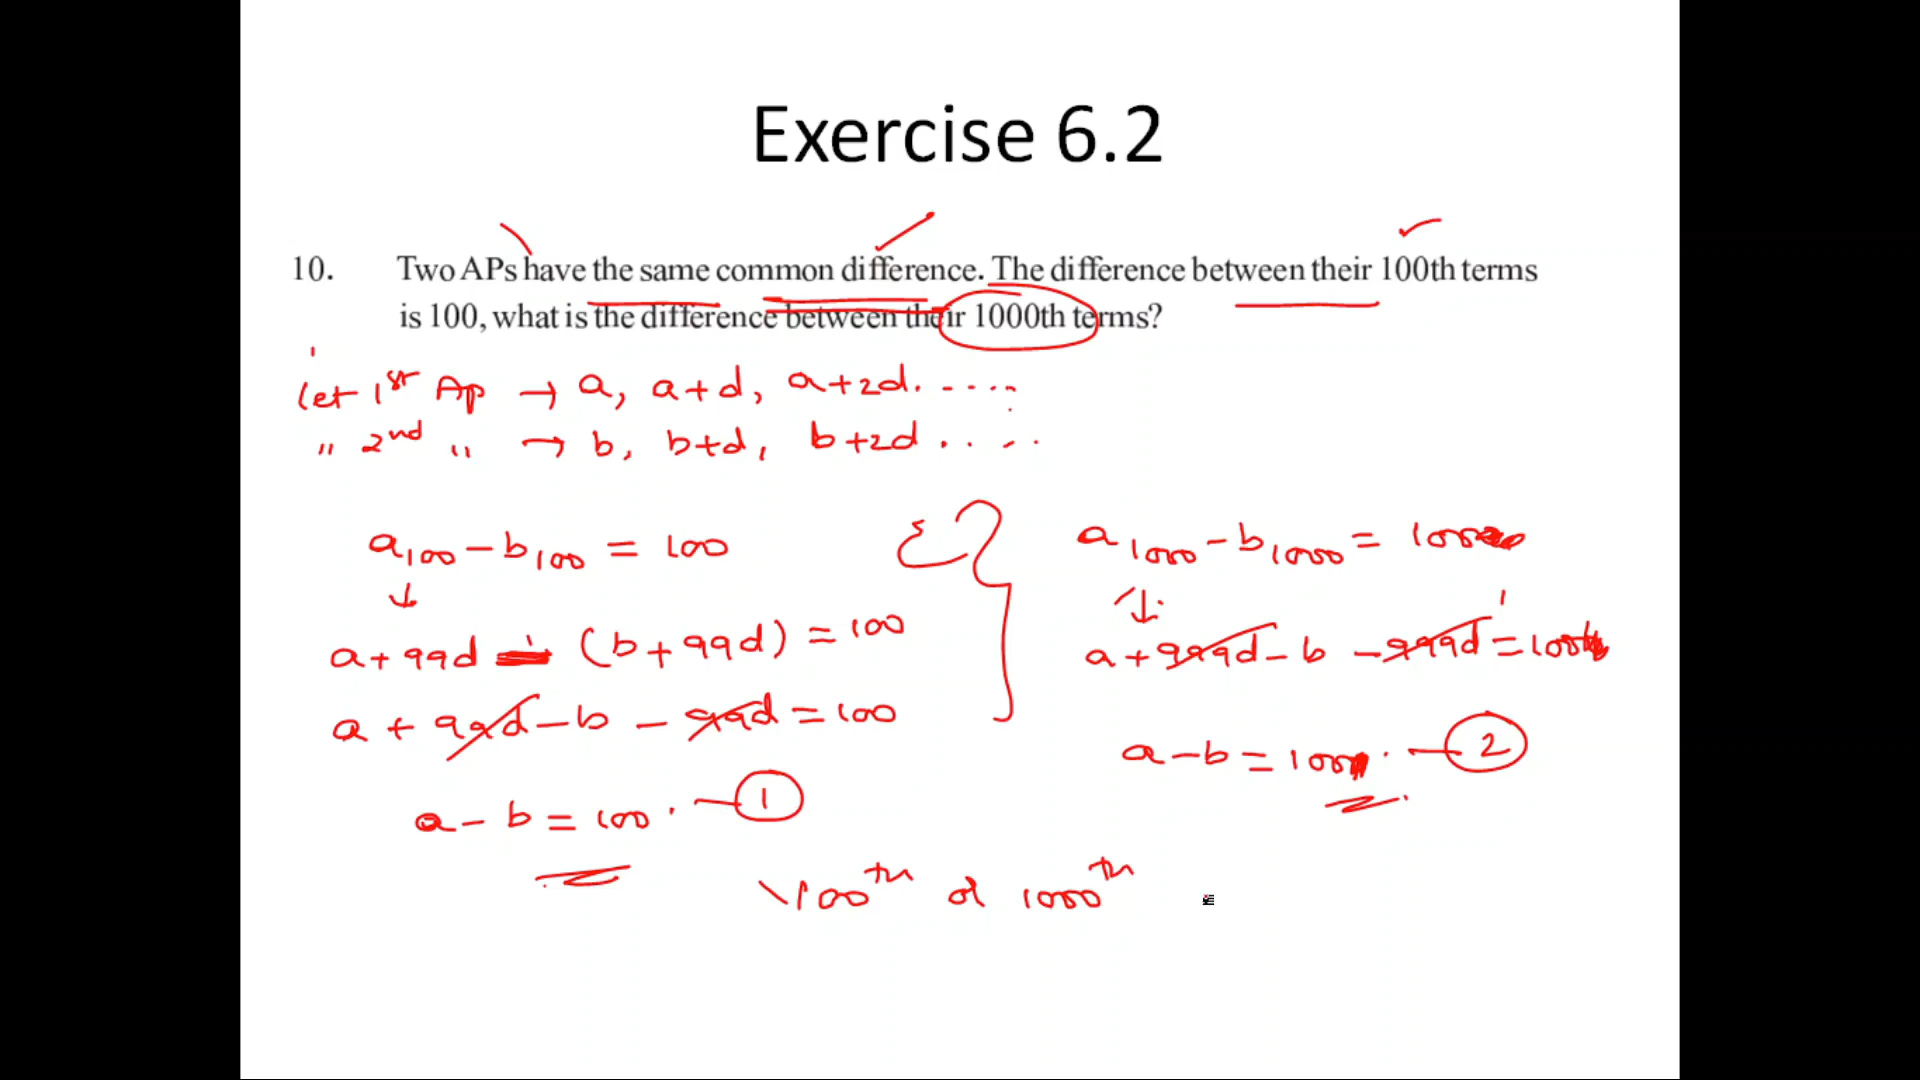 Exercise 6.2
10. Two APs have the same common difference. The difference between their 100th terms
is 100, what is the difference between their 1000th terms?
let 1st Ap → a, a+d, a+2d.....
" 2nd " → b, b+d, b+2d.....
a100 - b100 = 100
a+99d - (b+99d) = 100
a + 99d - b - 99d = 100
a - b = 100. - 1
a1000 - b1000 = 100
a + 999d - b - 999d = 100
a - b = 100. - 2
100th d 1000th